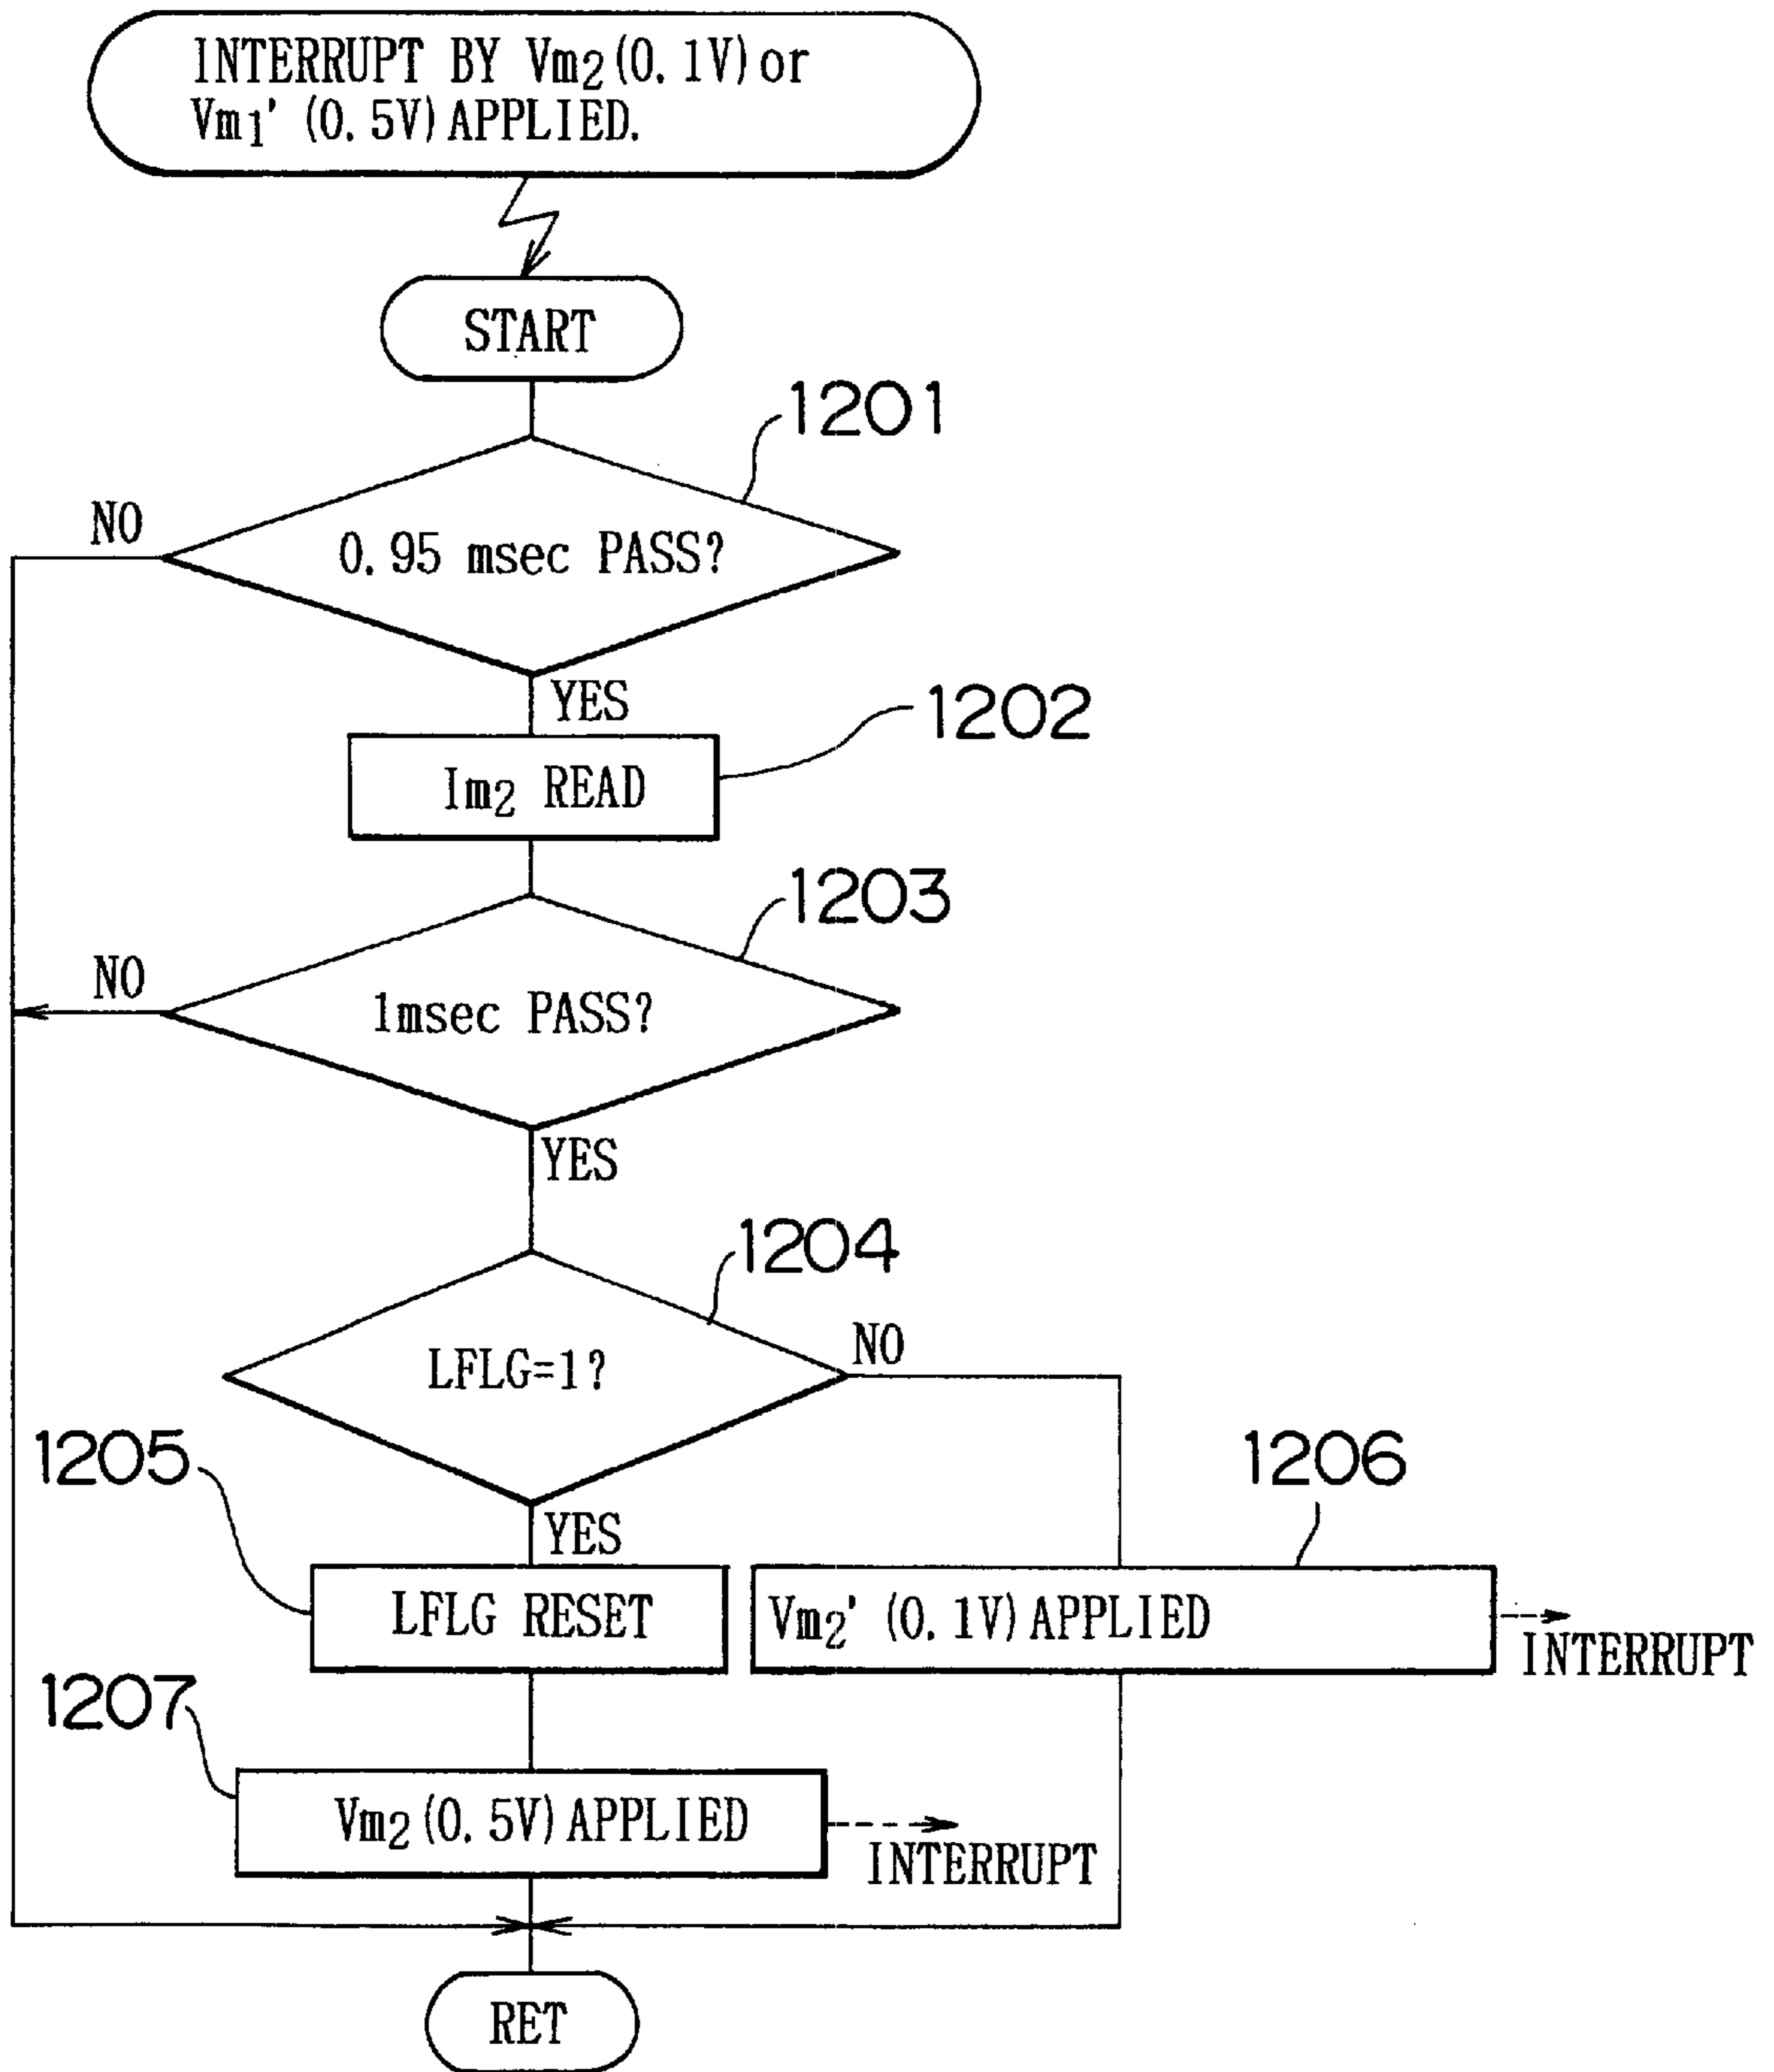 INTERRUPT BY Vm2(0.1V) or
Vm1'(0.5V) APPLIED.
START
1201
NO
0.95 msec PASS?
YES
1202
Im2 READ
1203
NO
1msec PASS?
YES
1204
LFLG=1?
NO
1205
1206
YES
LFLG RESET
Vm2'(0.1V) APPLIED
INTERRUPT
1207
Vm2(0.5V) APPLIED
INTERRUPT
RET